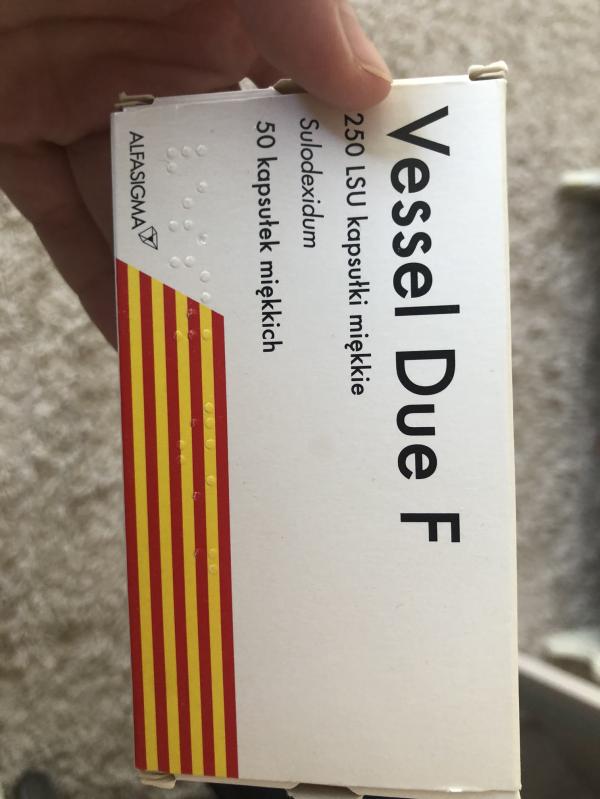 Vessel Due F
250 LSU kapsułki miękkie
Sulodexidum
50 kapsułek miękkich
ALFASIGMA